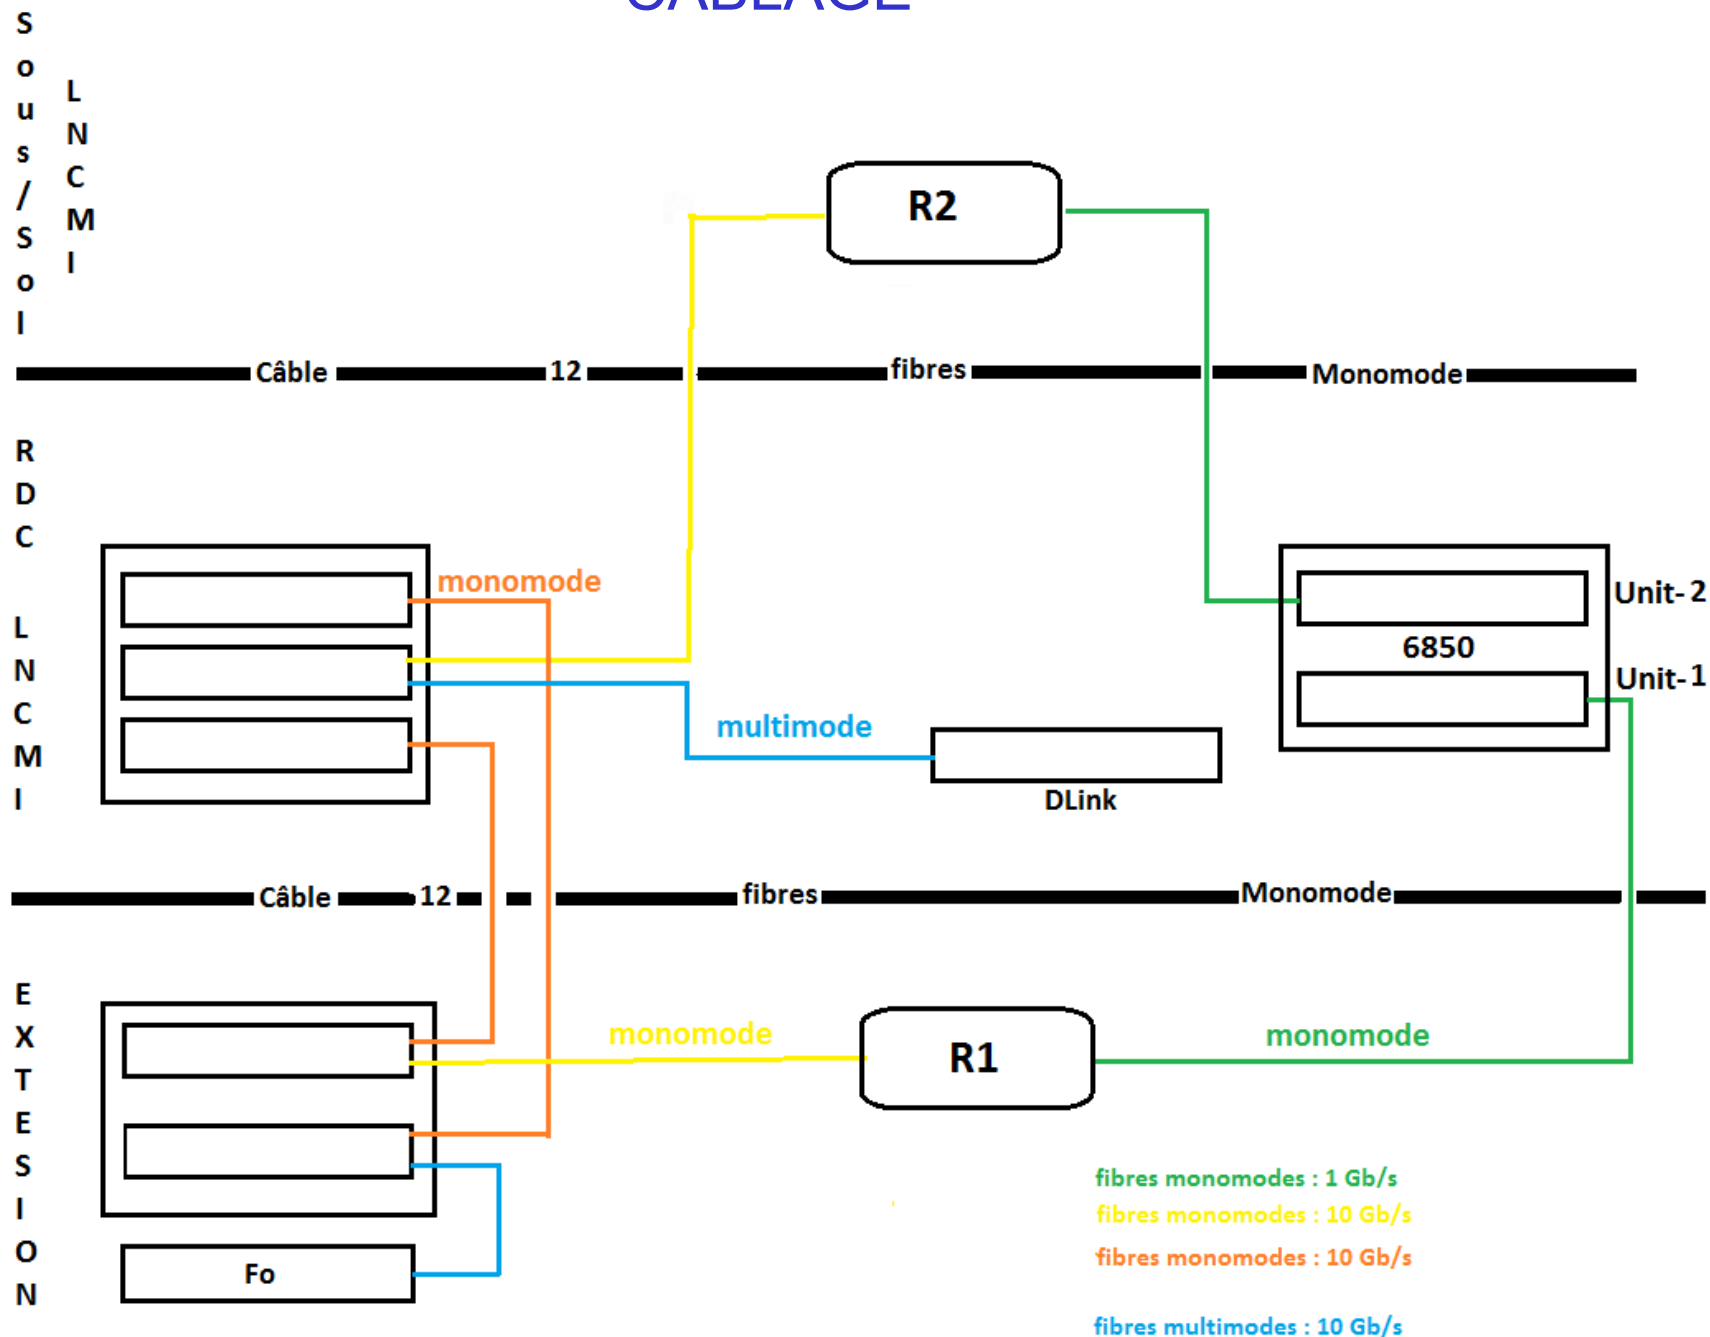 CABLAGE
Sous/Sol
LNCMI
R2
Câble 12 fibres Monomode
RDC LNCMI
monomode
Unit- 2
6850
Unit- 1
multimode
DLink
Câble 12 fibres Monomode
EXTESION
monomode
R1
monomode
fibres monomodes : 1 Gb/s
fibres monomodes : 10 Gb/s
fibres monomodes : 10 Gb/s
Fo
fibres multimodes : 10 Gb/s